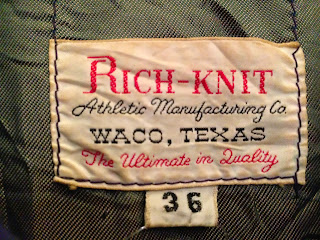 RICH-KNIT
Athletic Manufacturing Co.
WACO, TEXAS
The Ultimate in Quality
36